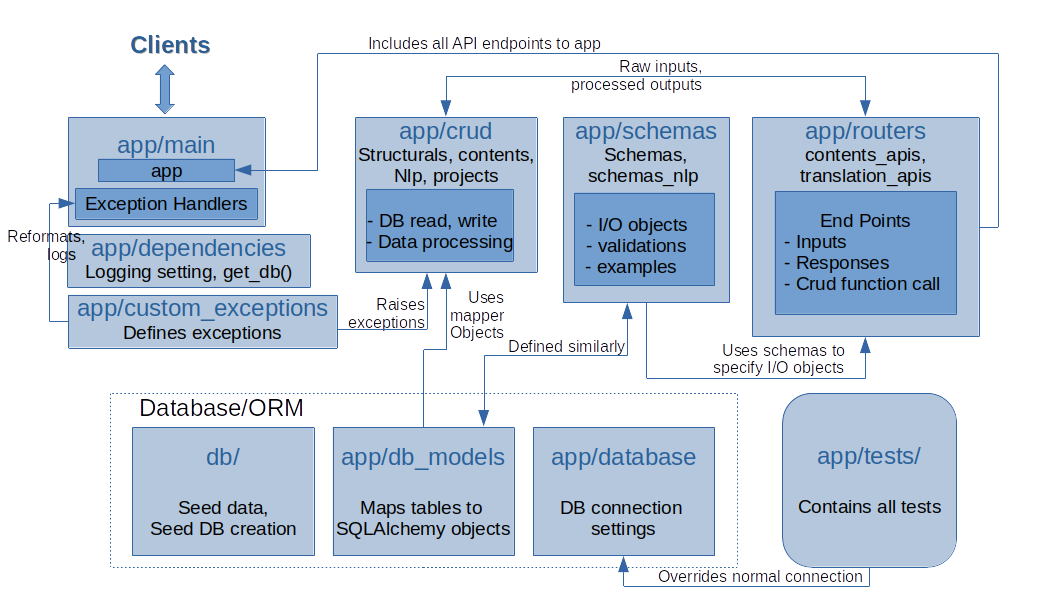 Clients
Includes all API endpoints to app
Raw inputs,
processed outputs
app/main
app
Exception Handlers
Reformats,
logs
app/dependencies
Logging setting, get_db()
app/custom_exceptions
Defines exceptions
app/crud
Structurals, contents,
Nlp, projects
- DB read, write
- Data processing
app/schemas
Schemas,
schemas_nlp
- I/O objects
- validations
- examples
app/routers
contents_apis,
translation_apis
End Points
- Inputs
- Responses
- Crud function call
Raises
exceptions
Uses
mapper
Objects
Defined similarly
Uses schemas to
specify I/O objects
Database/ORM
db/
Seed data,
Seed DB creation
app/db_models
Maps tables to
SQLAlchemy objects
app/database
DB connection
settings
app/tests/
Contains all tests
Overrides normal connection